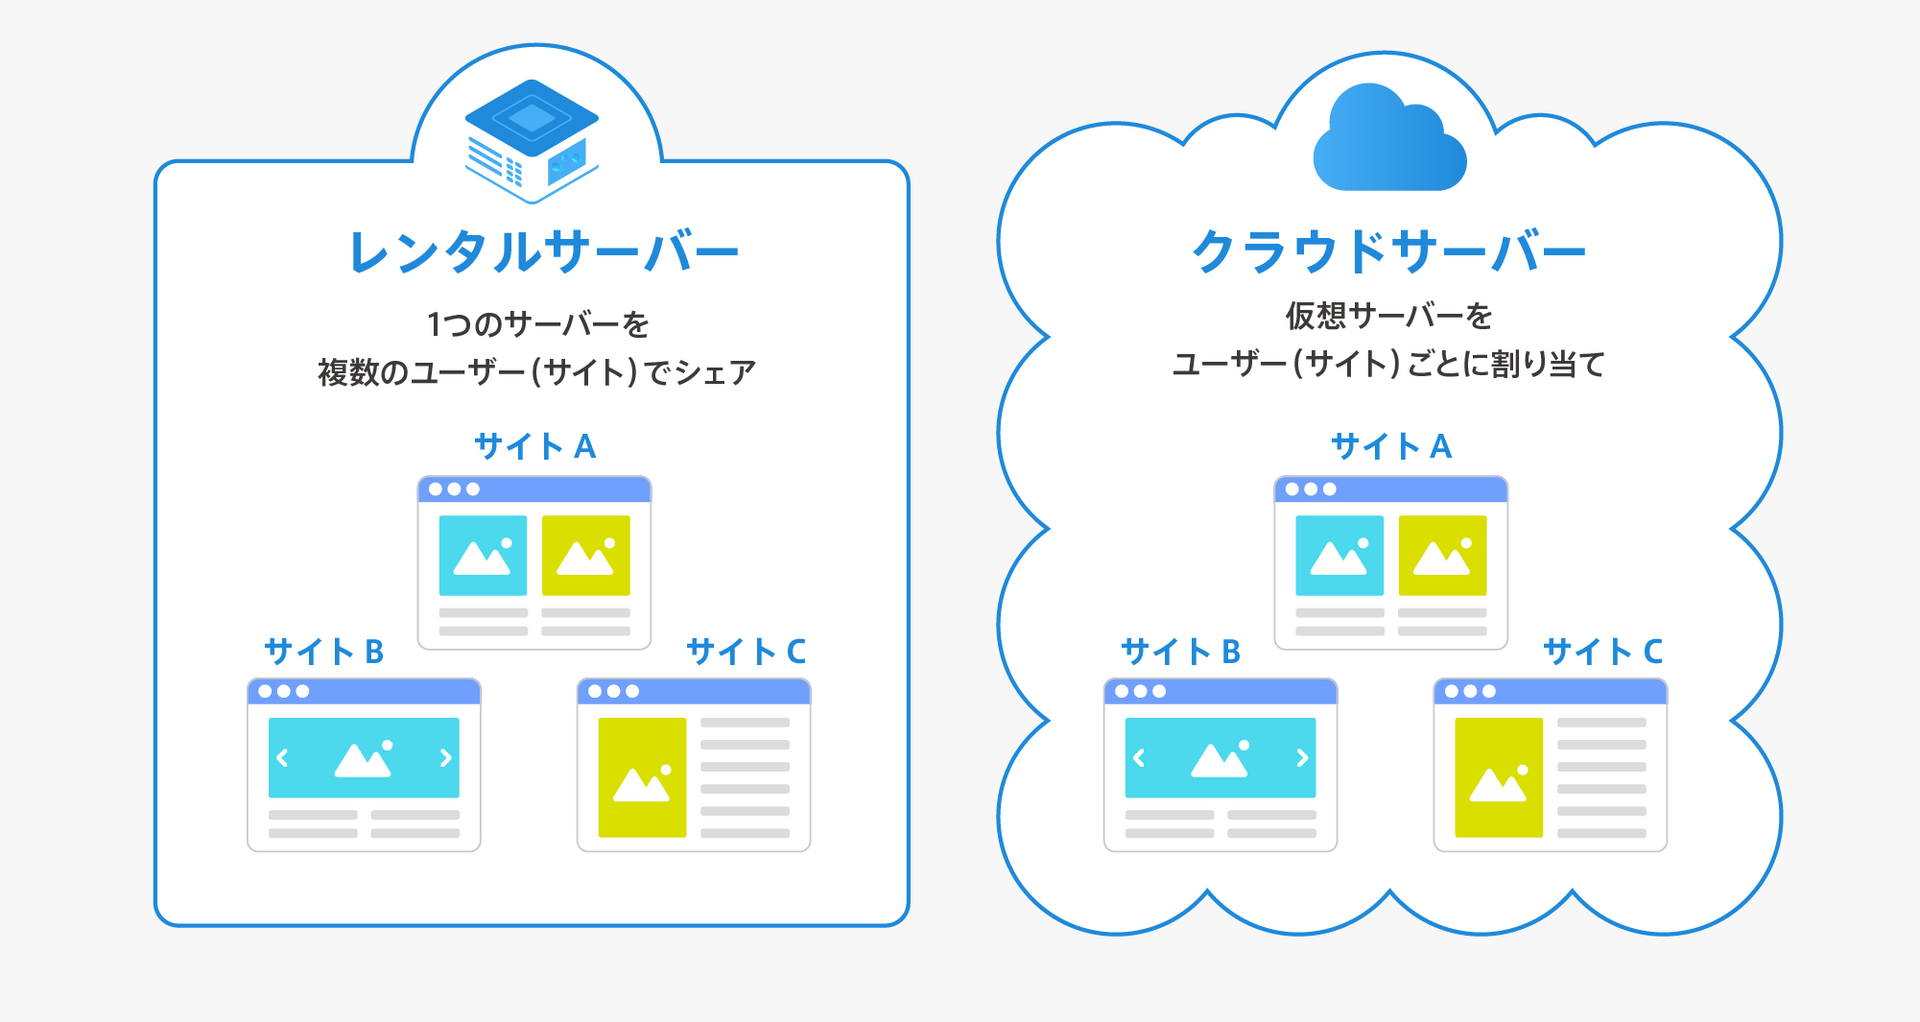 レンタルサーバー
1つのサーバーを
複数のユーザー(サイト)でシェア
サイト A
サイト B
サイト C
クラウドサーバー
仮想サーバーを
ユーザー(サイト)ごとに割り当て
サイト A
サイト B
サイト C